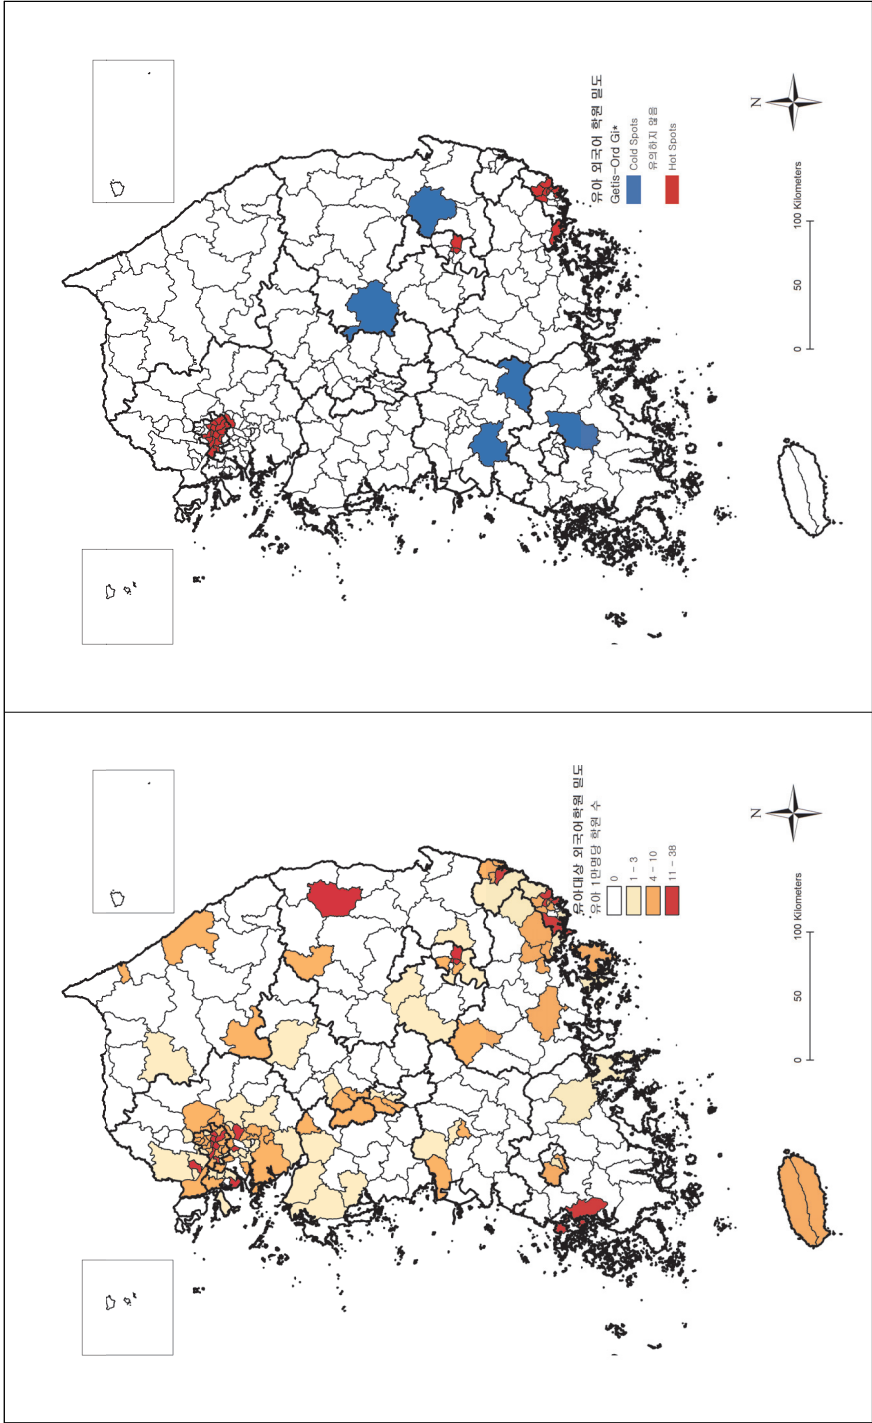 유아 외국어 학원 밀도
Getis-Ord Gi*
Cold Spots
유의하지 않음
Hot Spots
N
0 50 100 Kilometers
유아대상 외국어학원 밀도
유아 1만명당 학원 수
0
1 - 3
4 - 10
11 - 38
N
0 50 100 Kilometers